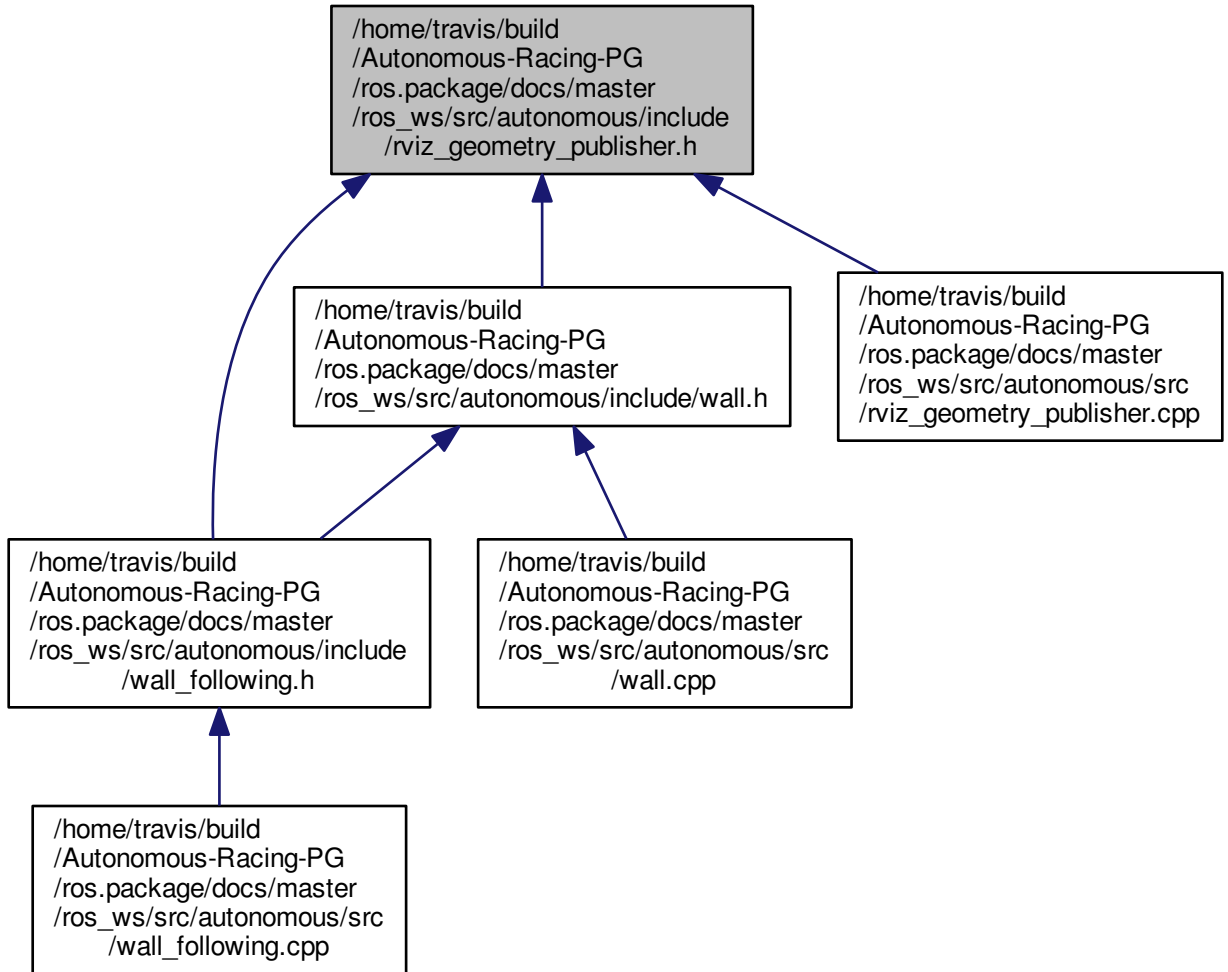 /home/travis/build
/Autonomous-Racing-PG
/ros.package/docs/master
/ros_ws/src/autonomous/include
/rviz_geometry_publisher.h
/home/travis/build
/Autonomous-Racing-PG
/ros.package/docs/master
/ros_ws/src/autonomous/include/wall.h
/home/travis/build
/Autonomous-Racing-PG
/ros.package/docs/master
/ros_ws/src/autonomous/src
/rviz_geometry_publisher.cpp
/home/travis/build
/Autonomous-Racing-PG
/ros.package/docs/master
/ros_ws/src/autonomous/include
/wall_following.h
/home/travis/build
/Autonomous-Racing-PG
/ros.package/docs/master
/ros_ws/src/autonomous/src
/wall.cpp
/home/travis/build
/Autonomous-Racing-PG
/ros.package/docs/master
/ros_ws/src/autonomous/src
/wall_following.cpp